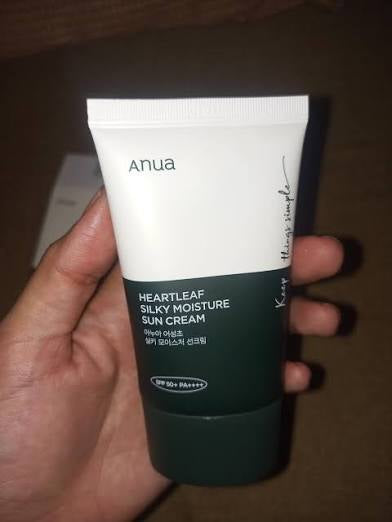 Anua
Keep things simple
HEARTLEAF
SILKY MOISTURE
SUN CREAM
아누아 어성초
실키 모이스처 선크림
SPF 50+ PA++++